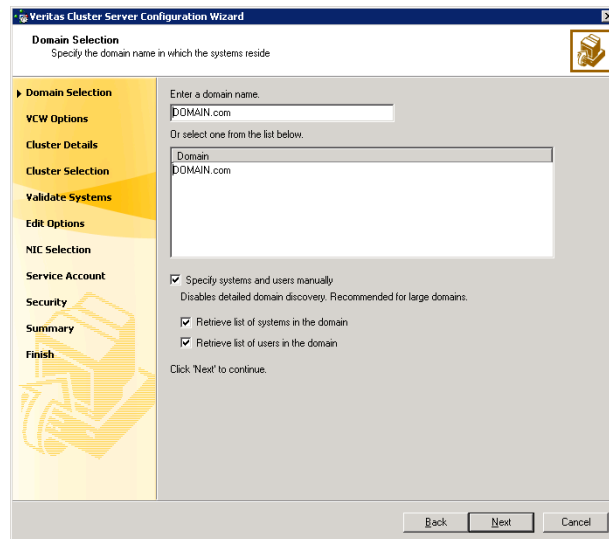 Veritas Cluster Server Configuration Wizard
Domain Selection
Specify the domain name in which the systems reside
Domain Selection
VCW Options
Cluster Details
Cluster Selection
Validate Systems
Edit Options
NIC Selection
Service Account
Security
Summary
Finish
Enter a domain name.
DOMAIN.com
Or select one from the list below.
Domain
DOMAIN.com
Specify systems and users manually
Disables detailed domain discovery. Recommended for large domains.
Retrieve list of systems in the domain
Retrieve list of users in the domain
Click 'Next' to continue.
Back Next Cancel